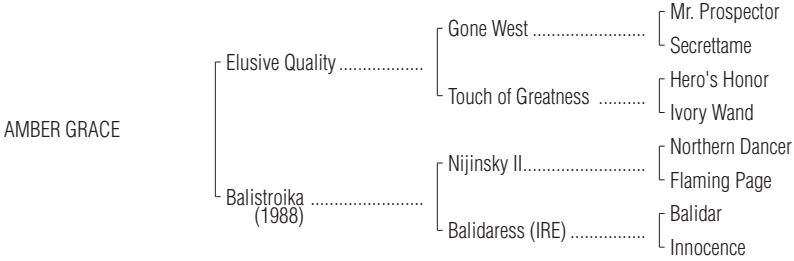 Mr. Prospector
Gone West ........................
Secrettame
Elusive Quality ..................
Hero's Honor
Touch of Greatness ..........
Ivory Wand
AMBER GRACE
Northern Dancer
Nijinsky II..........................
Flaming Page
Balistroika ........................
(1988)
Balidar
Balidaress (IRE) ................
Innocence